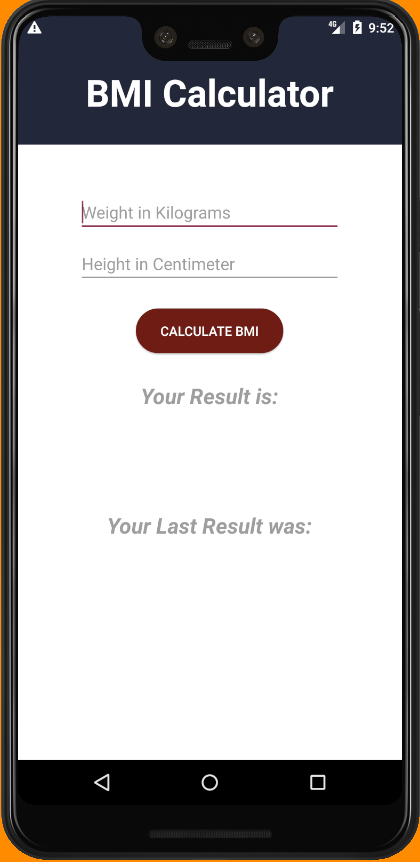 4G 9:52
BMI Calculator
Weight in Kilograms
Height in Centimeter
CALCULATE BMI
Your Result is:
Your Last Result was: